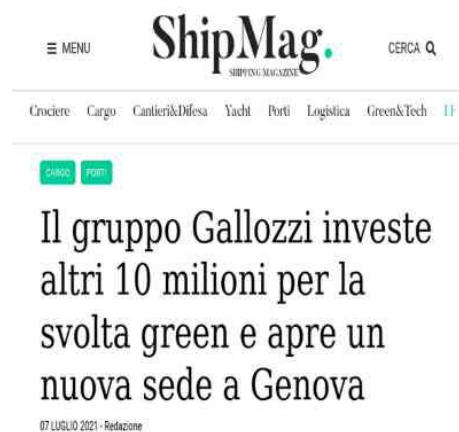 ≡ MENU
ShipMag.
SHIPPING MAGAZINE
CERCA
Crociere Cargo Cantieri&Difesa Yacht Porti Logistica Green&Tech
CARGO PORTI
Il gruppo Gallozzi investe
altri 10 milioni per la
svolta green e apre un
nuova sede a Genova
07 LUGLIO 2021 - Redazione